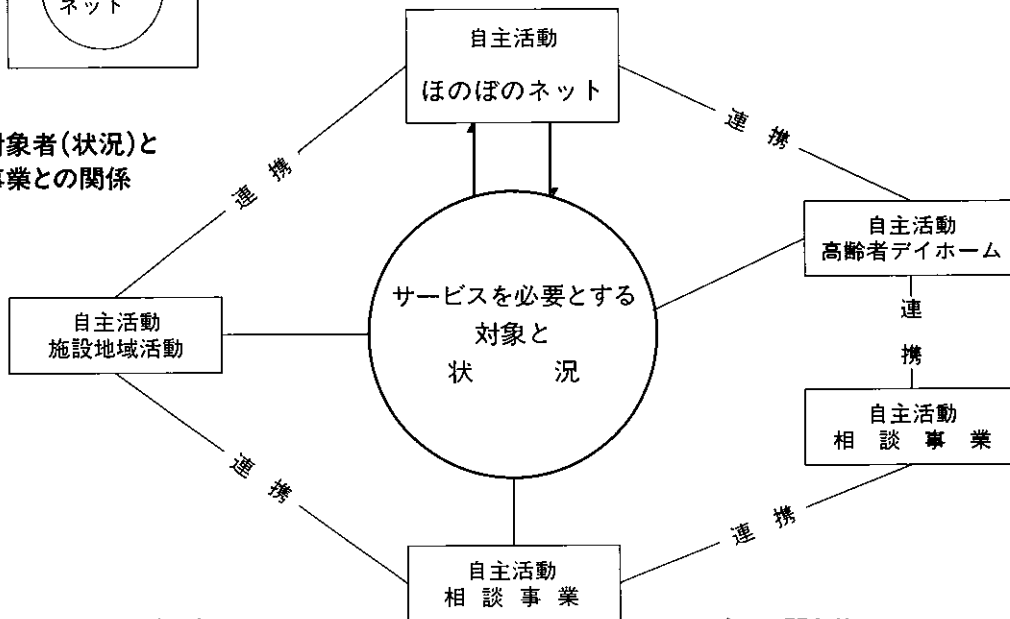 ネット
自主活動
ほのぼのネット
対象者(状況)と
事業との関係
連携
連携
自主活動
高齢者デイホーム
サービスを必要とする
対象と
状況
自主活動
施設地域活動
連携
自主活動
相談事業
連携
連携
自主活動
相談事業